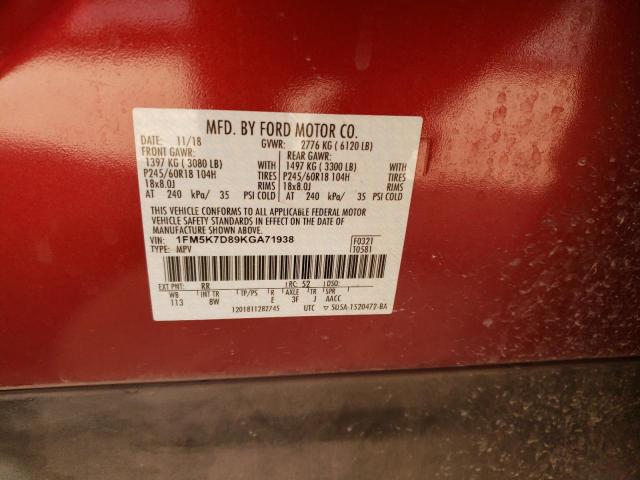 MFD. BY FORD MOTOR CO.
DATE: 11/18 GVWR: 2776 KG (6120 LB)
FRONT GAWR: REAR GAWR:
1397 KG (3080 LB) WITH 1497 KG (3300 LB) WITH
P245/60R18 104H TIRES P245/60R18 104H TIRES
18x8.0J RIMS 18x8.0J RIMS
AT 240 kPa/ 35 PSI COLD AT 240 kPa/ 35 PSI COLD
THIS VEHICLE CONFORMS TO ALL APPLICABLE FEDERAL MOTOR
VEHICLE SAFETY STANDARDS IN EFFECT ON THE DATE OF
MANUFACTURE SHOWN ABOVE.
VIN: 1FM5K7D89KGA71938 F0321
TYPE: MPV T0581
EXT PNT: RR RC: 52 DSO:
WB INT TR TP/PS R AXLE TR SPR
113 8W E 3F J AACC
1201811282745 UTC ▽ SU5A-1520472-BA